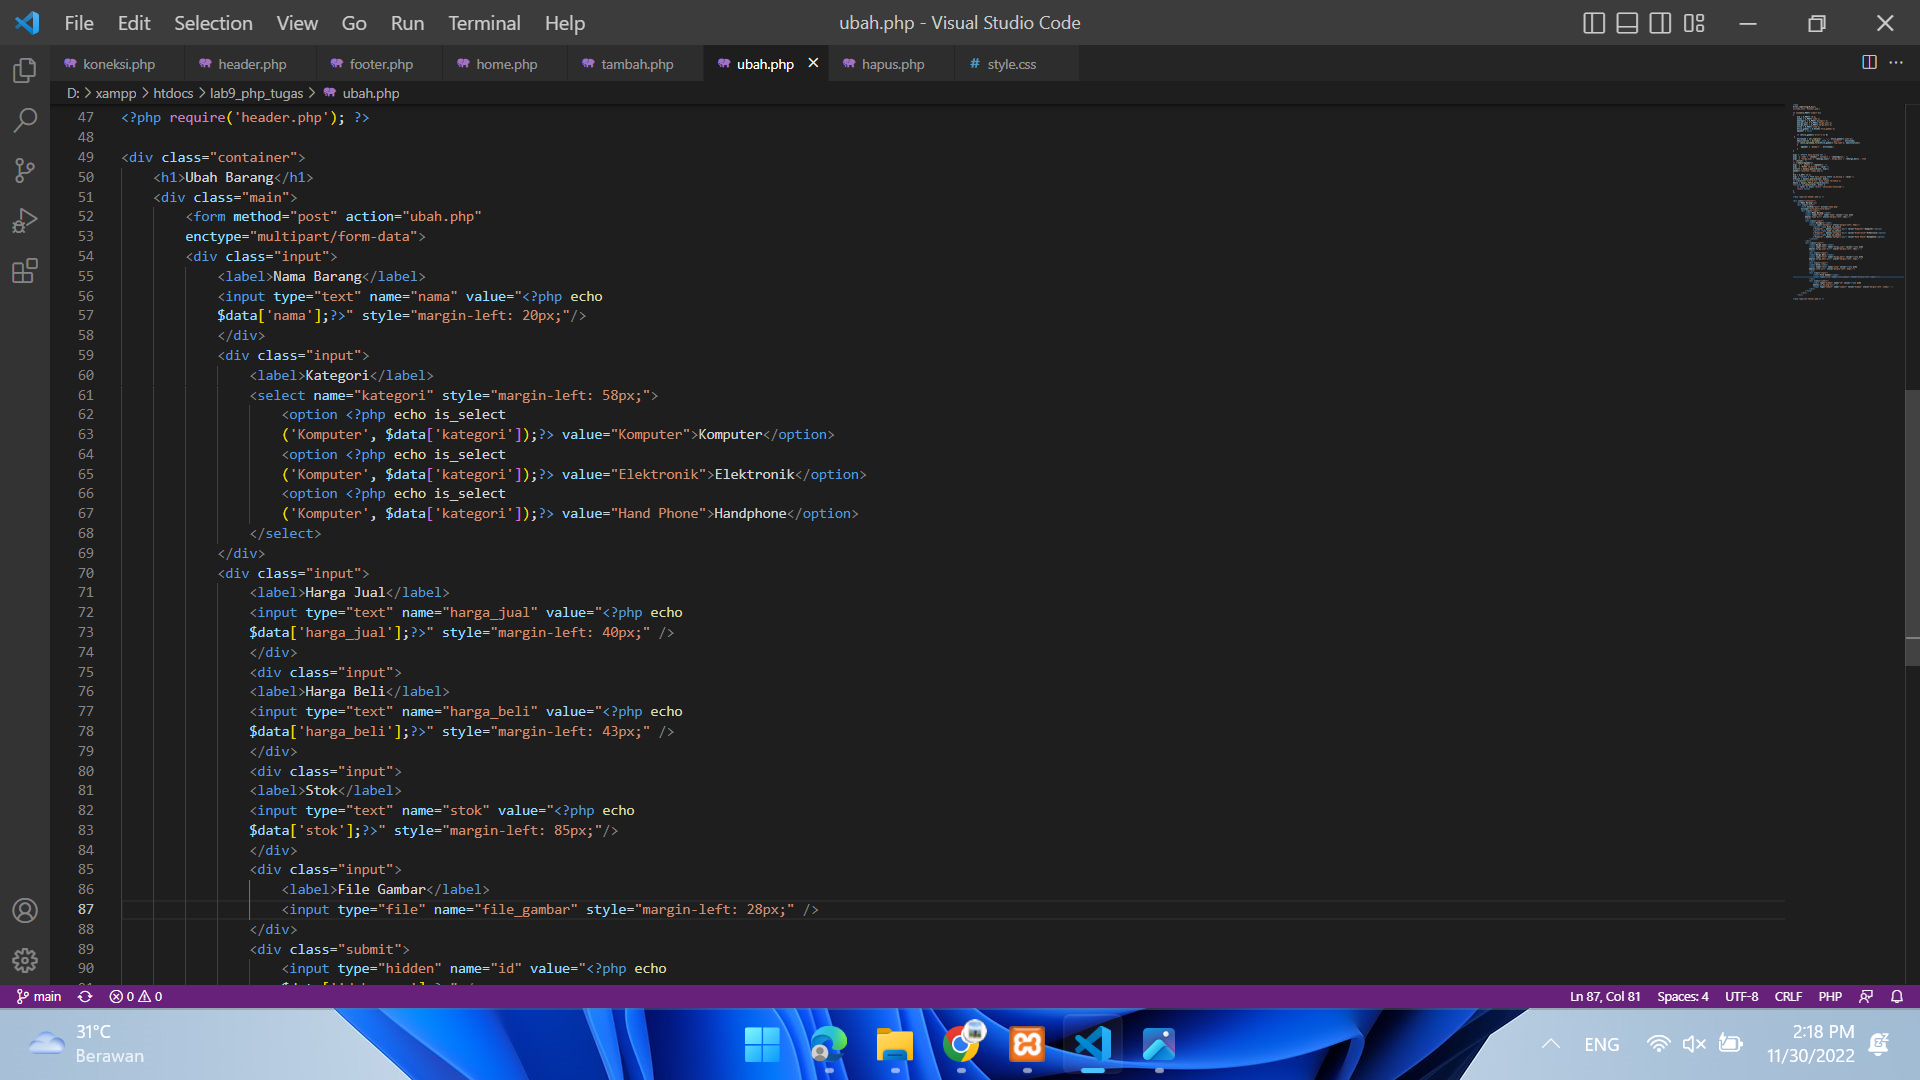 File Edit Selection View Go Run Terminal Help ubah.php - Visual Studio Code
koneksi.php header.php footer.php home.php tambah.php ubah.php hapus.php # style.css
D: > xampp > htdocs > lab9_php_tugas > ubah.php
47 <?php require('header.php'); ?>
48
49 <div class="container">
50 <h1>Ubah Barang</h1>
51 <div class="main">
52 <form method="post" action="ubah.php"
53 enctype="multipart/form-data">
54 <div class="input">
55 <label>Nama Barang</label>
56 <input type="text" name="nama" value="<?php echo
57 $data['nama'];?>" style="margin-left: 20px;"/>
58 </div>
59 <div class="input">
60 <label>Kategori</label>
61 <select name="kategori" style="margin-left: 58px;">
62 <option <?php echo is_select
63 ('Komputer', $data['kategori']);?> value="Komputer">Komputer</option>
64 <option <?php echo is_select
65 ('Komputer', $data['kategori']);?> value="Elektronik">Elektronik</option>
66 <option <?php echo is_select
67 ('Komputer', $data['kategori']);?> value="Hand Phone">Handphone</option>
68 </select>
69 </div>
70 <div class="input">
71 <label>Harga Jual</label>
72 <input type="text" name="harga_jual" value="<?php echo
73 $data['harga_jual'];?>" style="margin-left: 40px;" />
74 </div>
75 <div class="input">
76 <label>Harga Beli</label>
77 <input type="text" name="harga_beli" value="<?php echo
78 $data['harga_beli'];?>" style="margin-left: 43px;" />
79 </div>
80 <div class="input">
81 <label>Stok</label>
82 <input type="text" name="stok" value="<?php echo
83 $data['stok'];?>" style="margin-left: 85px;"/>
84 </div>
85 <div class="input">
86 <label>File Gambar</label>
87 <input type="file" name="file_gambar" style="margin-left: 28px;" />
88 </div>
89 <div class="submit">
90 <input type="hidden" name="id" value="<?php echo
main 0 0 Ln 87, Col 81 Spaces: 4 UTF-8 CRLF PHP
31°C
Berawan
ENG
2:18 PM
11/30/2022